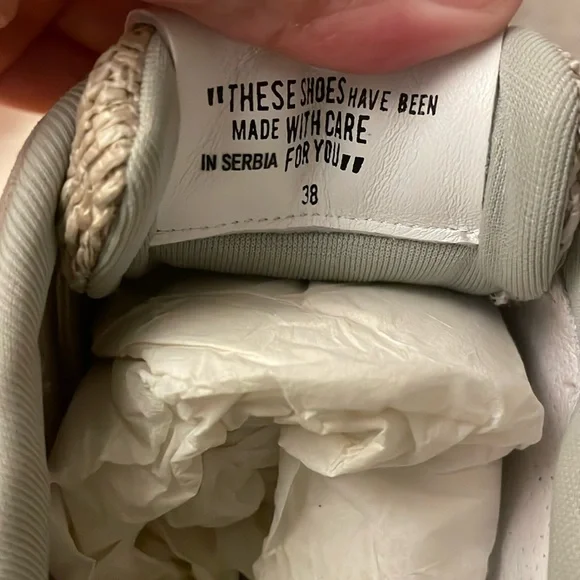 "THESE SHOES HAVE BEEN
MADE WITH CARE
IN SERBIA FOR YOU"
38